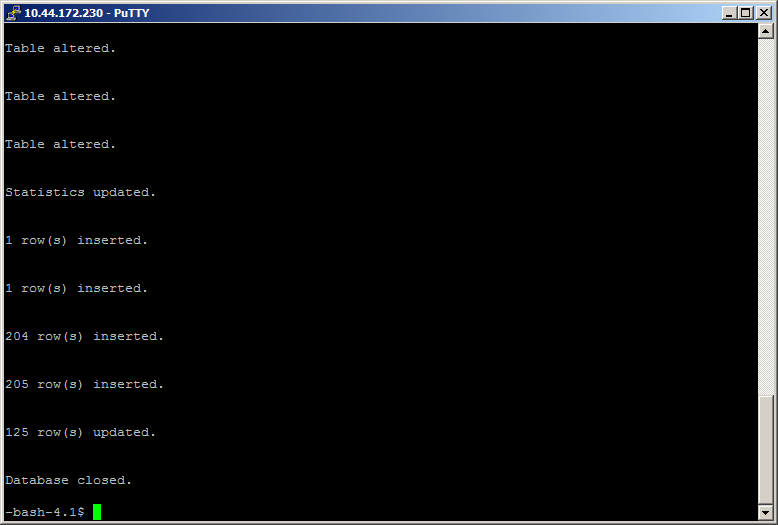 10.44.172.230 - PuTTY
Table altered.
Table altered.
Table altered.
Statistics updated.
1 row(s) inserted.
1 row(s) inserted.
204 row(s) inserted.
205 row(s) inserted.
125 row(s) updated.
Database closed.
-bash-4.1$